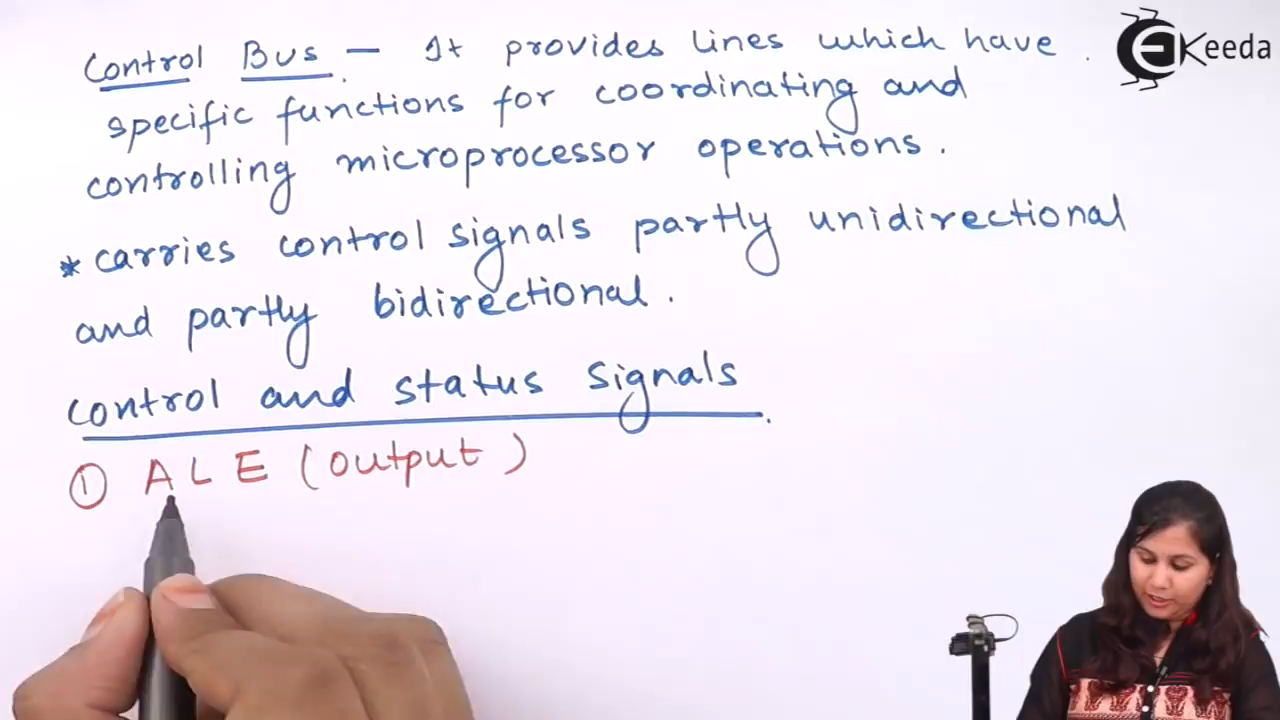 Control Bus - It provides lines which have
specific functions for coordinating and
controlling microprocessor operations.
* carries control signals partly unidirectional
and partly bidirectional.
control and status signals
① ALE (output)
EKeeda